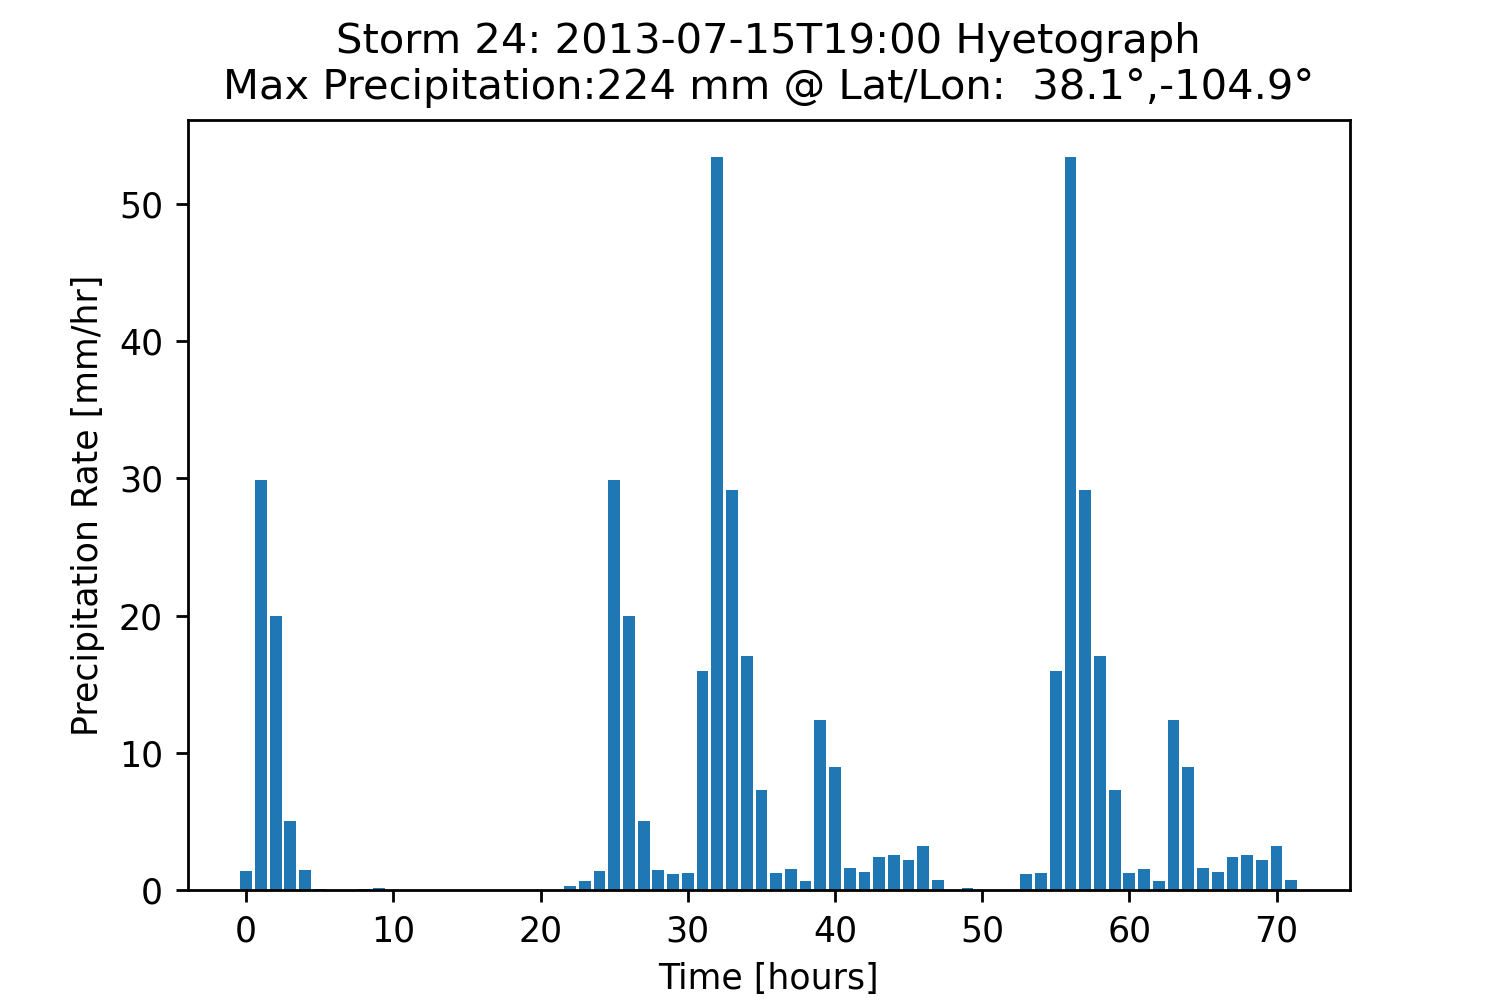 Storm 24: 2013-07-15T19:00 Hyetograph
Max Precipitation:224 mm @ Lat/Lon:  38.1°,-104.9°
Precipitation Rate [mm/hr]
50
40
30
20
10
0
0 10 20 30 40 50 60 70
Time [hours]